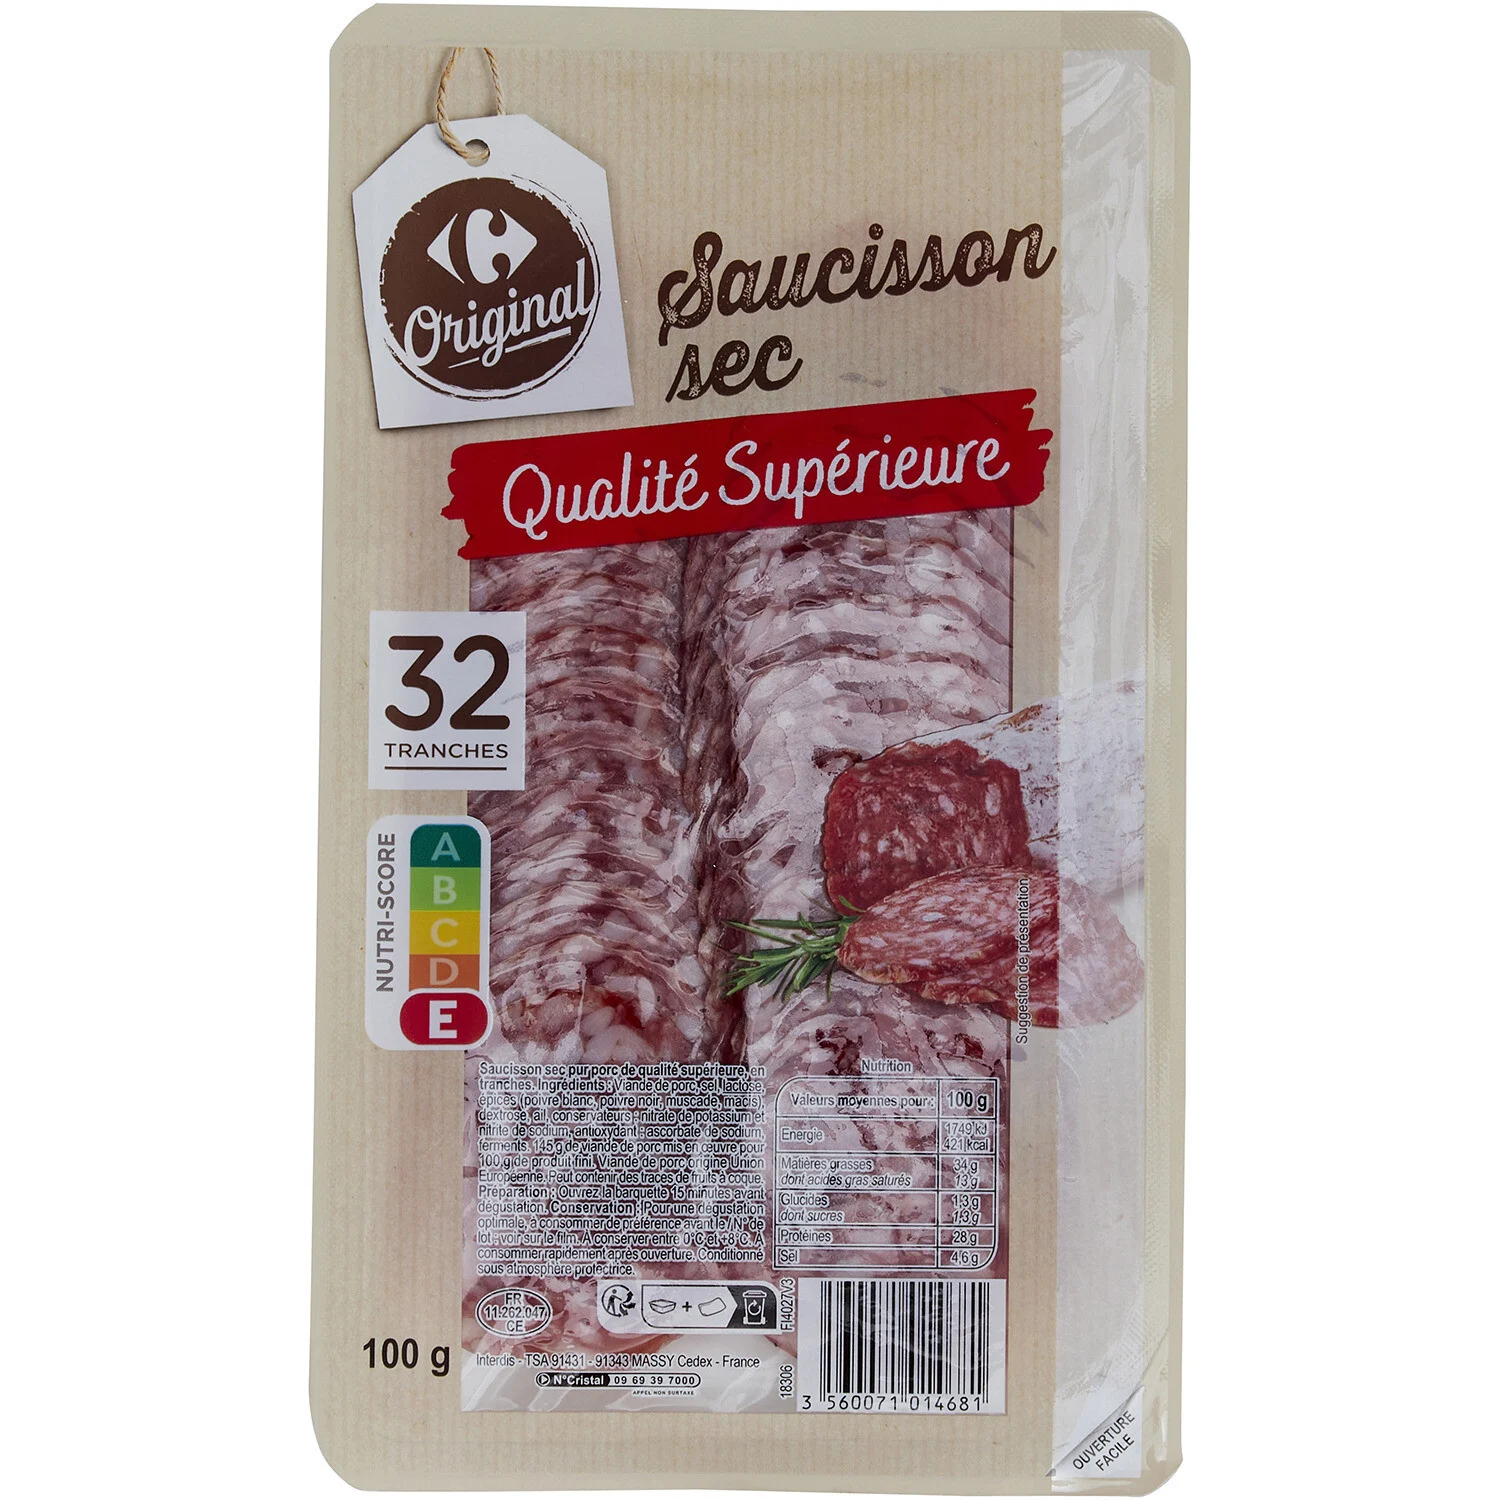 Original
Saucisson
sec
Qualité Supérieure
32
TRANCHES
NUTRI-SCORE
A
B
C
D
E
Suggestion de présentation
Saucisson sec pur porc de qualité supérieure, en
tranches. Ingrédients : Viande de porc, sel, lactose,
épices (poivre blanc, poivre noir, muscade, macis),
dextrose, ail, conservateurs : nitrate de potassium et
nitrite de sodium, antioxydant : ascorbate de sodium,
ferments. 145 g de viande de porc mis en œuvre pour
100 g de produit fini. Viande de porc origine Union
Européenne. Peut contenir des traces de fruits à coque.
Préparation : Ouvrez la barquette 15 minutes avant
dégustation. Conservation : Pour une dégustation
optimale, à consommer de préférence avant le / N° de
lot : voir sur le film. A conserver entre 0°C et +8°C. A
consommer rapidement après ouverture. Conditionné
sous atmosphère protectrice.
Nutrition
Valeurs moyennes pour : 100 g
Energie 1749 kJ
421 kcal
Matières grasses 34 g
dont acides gras saturés 13 g
Glucides 1,3 g
dont sucres 1,3 g
Protéines 28 g
Sel 4,6 g
FR
11.262.047
CE
+
FI4027V3
18306
100 g
Interdis - TSA 91431 - 91343 MASSY Cedex - France
N°Cristal 09 69 39 7000
APPEL NON SURTAXÉ
3 560071 014681
OUVERTURE
FACILE